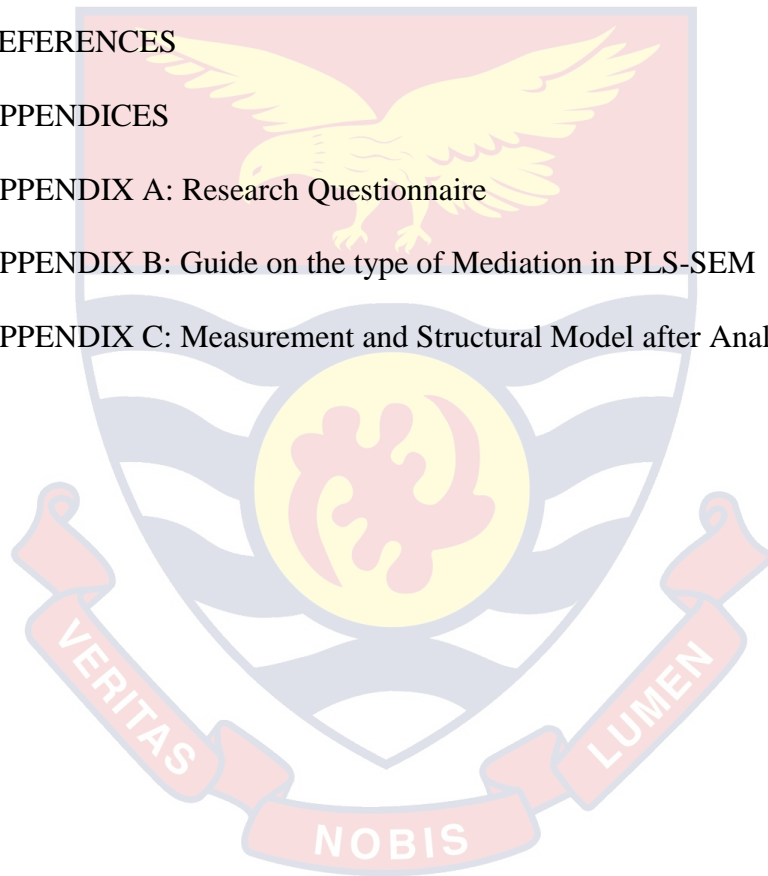 EFERENCES
PPENDICES
PPENDIX A: Research Questionnaire
PPENDIX B: Guide on the type of Mediation in PLS-SEM
PPENDIX C: Measurement and Structural Model after Anal
VERITAS
NOBIS
LUMEN